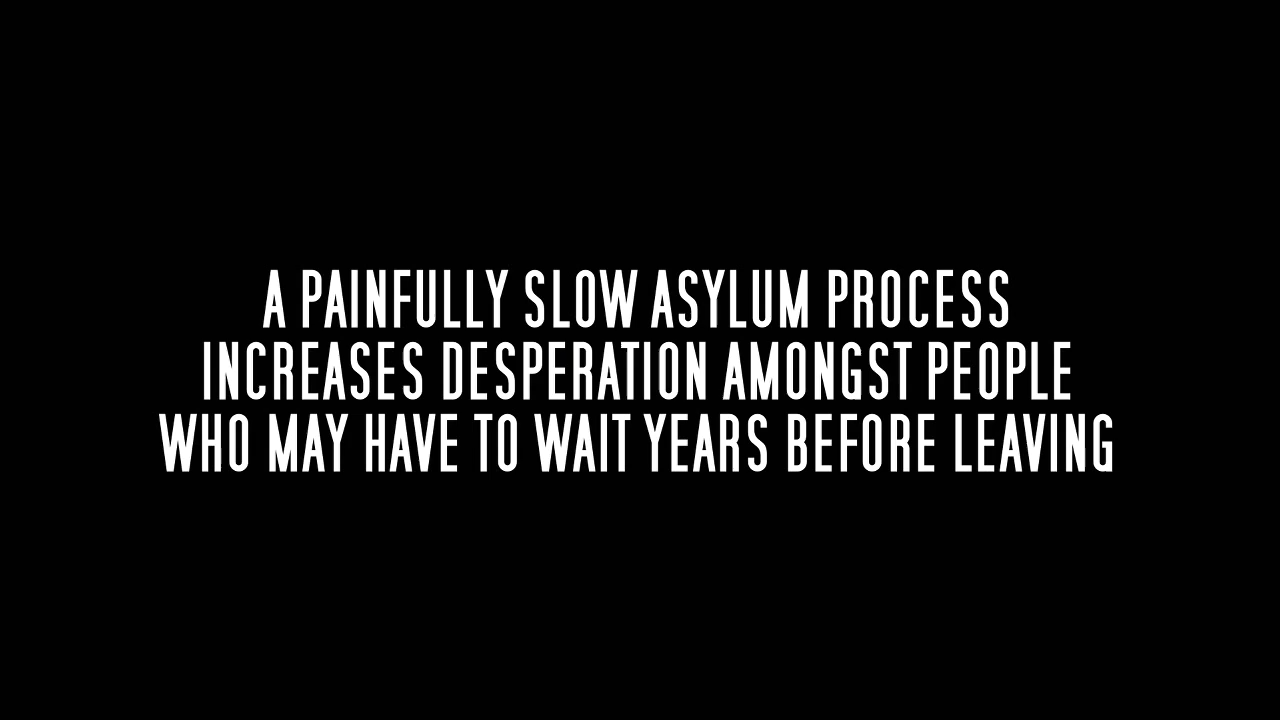 A PAINFULLY SLOW ASYLUM PROCESS
INCREASES DESPERATION AMONGST PEOPLE
WHO MAY HAVE TO WAIT YEARS BEFORE LEAVING